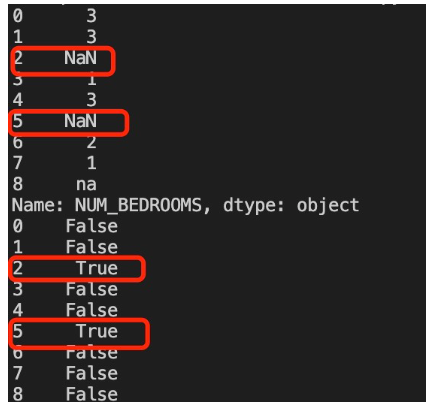 0 3
1 3
2 NaN
3 1
4 3
5 NaN
6 2
7 1
8 na
Name: NUM_BEDROOMS, dtype: object
0 False
1 False
2 True
3 False
4 False
5 True
6 False
7 False
8 False